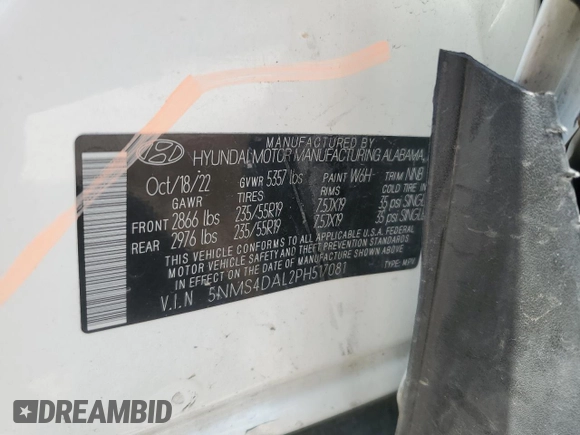 MANUFACTURED BY
HYUNDAI MOTOR MANUFACTURING ALABAMA,
Oct/18/22 GVWR 5357 lbs PAINT W6H TRIM NNB
GAWR TIRES RIMS COLD TIRE IN
FRONT 2866 lbs 235/55R19 7.5JX19 35 psi SINGL
REAR 2976 lbs 235/55R19 7.5JX19 35 psi SINGLE
THIS VEHICLE CONFORMS TO ALL APPLICABLE U.S.A. FEDERAL
MOTOR VEHICLE SAFETY AND THEFT PREVENTION STANDARDS
IN EFFECT ON THE DATE OF MANUFACTURE SHOWN ABOVE.
V.I.N 5NMS4DAL2PH517081 TYPE: MPV
DREAMBID